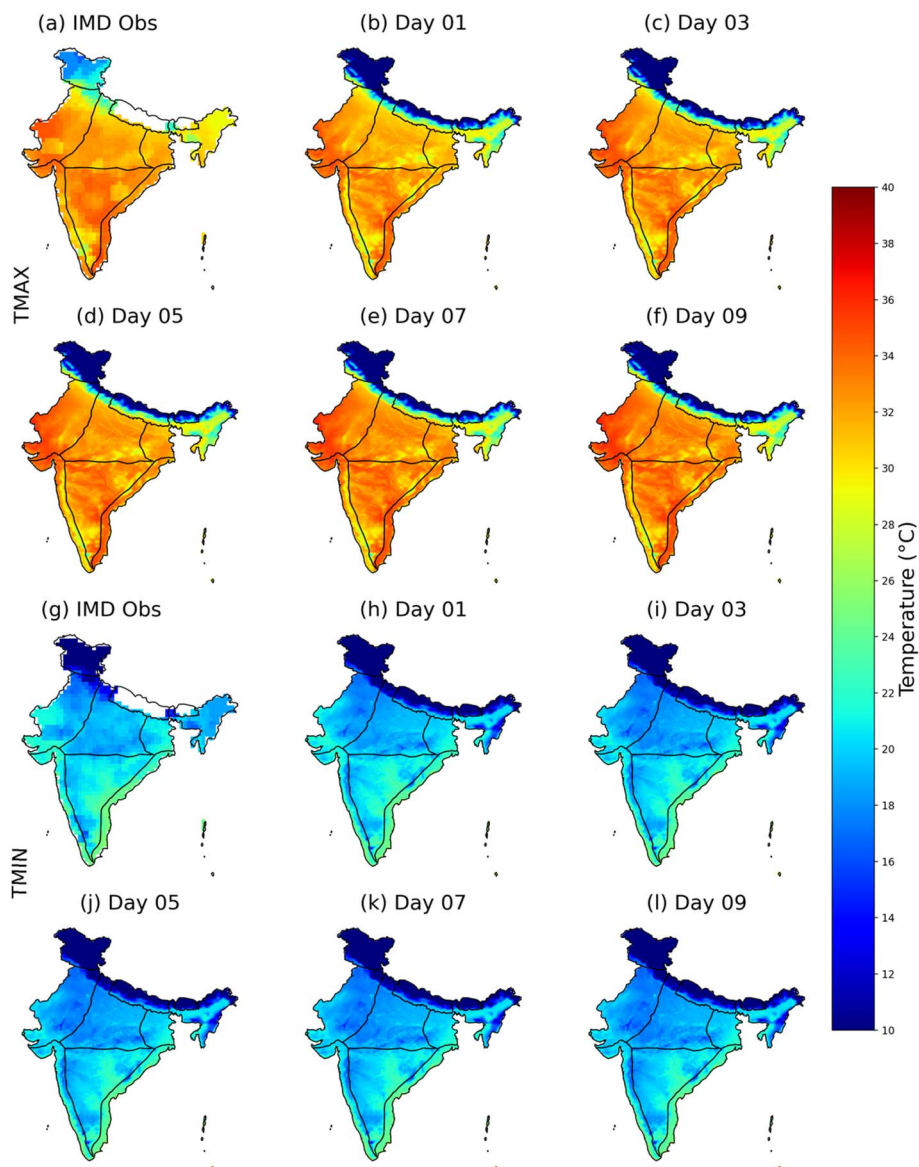 (a) IMD Obs
(b) Day 01
(c) Day 03
TMAX
(d) Day 05
(e) Day 07
(f) Day 09
(g) IMD Obs
(h) Day 01
(i) Day 03
TMIN
(j) Day 05
(k) Day 07
(l) Day 09
40
38
36
34
32
30
28
26
24
22
20
18
16
14
12
10
Temperature (°C)